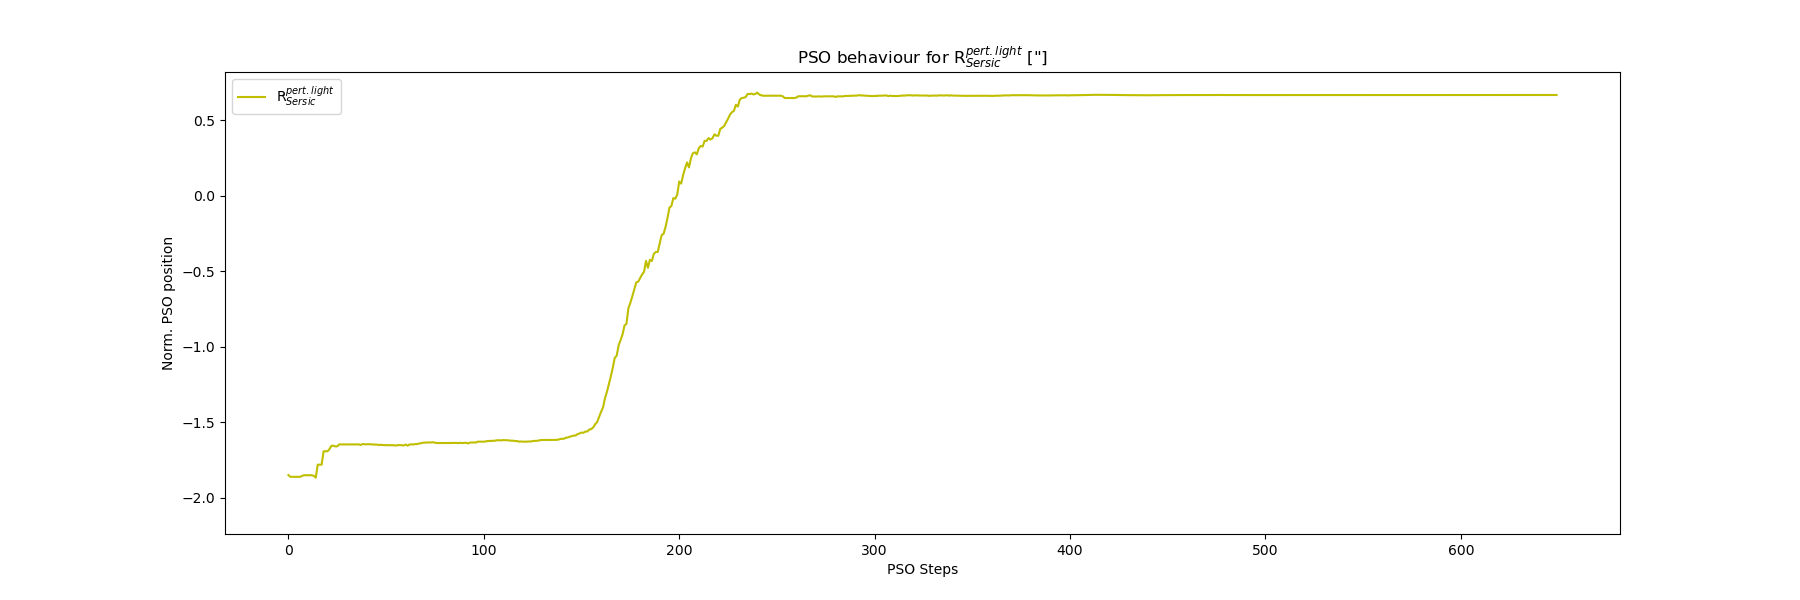 PSO behaviour for R^{pert. light}_{Sersic} ["]
R^{pert. light}_{Sersic}
0.5
0.0
−0.5
−1.0
−1.5
−2.0
Norm. PSO position
0 100 200 300 400 500 600
PSO Steps